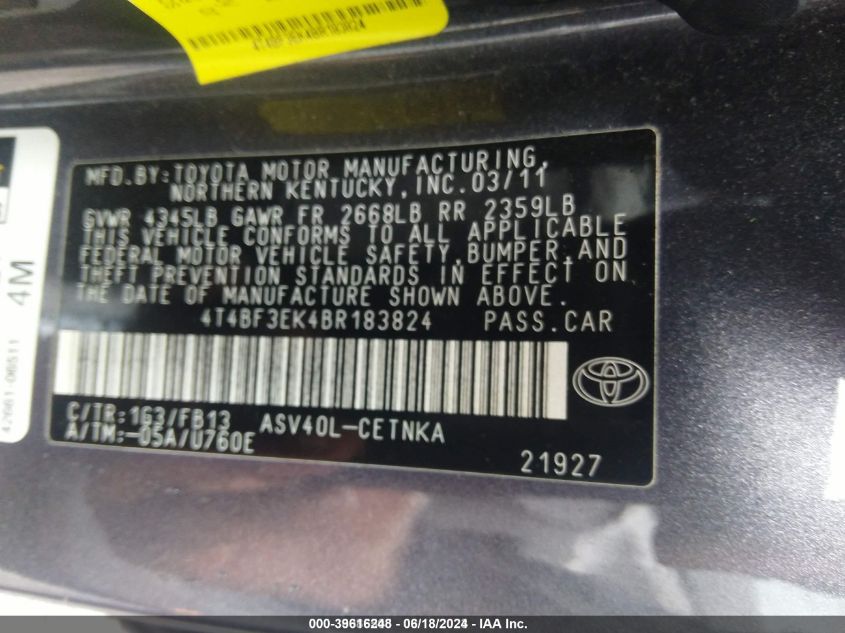 4T4BF3EK4BR183824
MFD.BY:TOYOTA MOTOR MANUFACTURING,
NORTHERN KENTUCKY,INC.03/11
GVWR 4345LB GAWR FR 2668LB RR 2359LB
THIS VEHICLE CONFORMS TO ALL APPLICABLE
FEDERAL MOTOR VEHICLE SAFETY,BUMPER,AND
THEFT PREVENTION STANDARDS IN EFFECT ON
THE DATE OF MANUFACTURE SHOWN ABOVE.
4T4BF3EK4BR183824 PASS.CAR
C/TR:1G3/FB13 ASV40L-CETNKA
A/TM:-05A/U760E
21927
4M
42661-06511
000-39616248 - 06/18/2024 - IAA Inc.